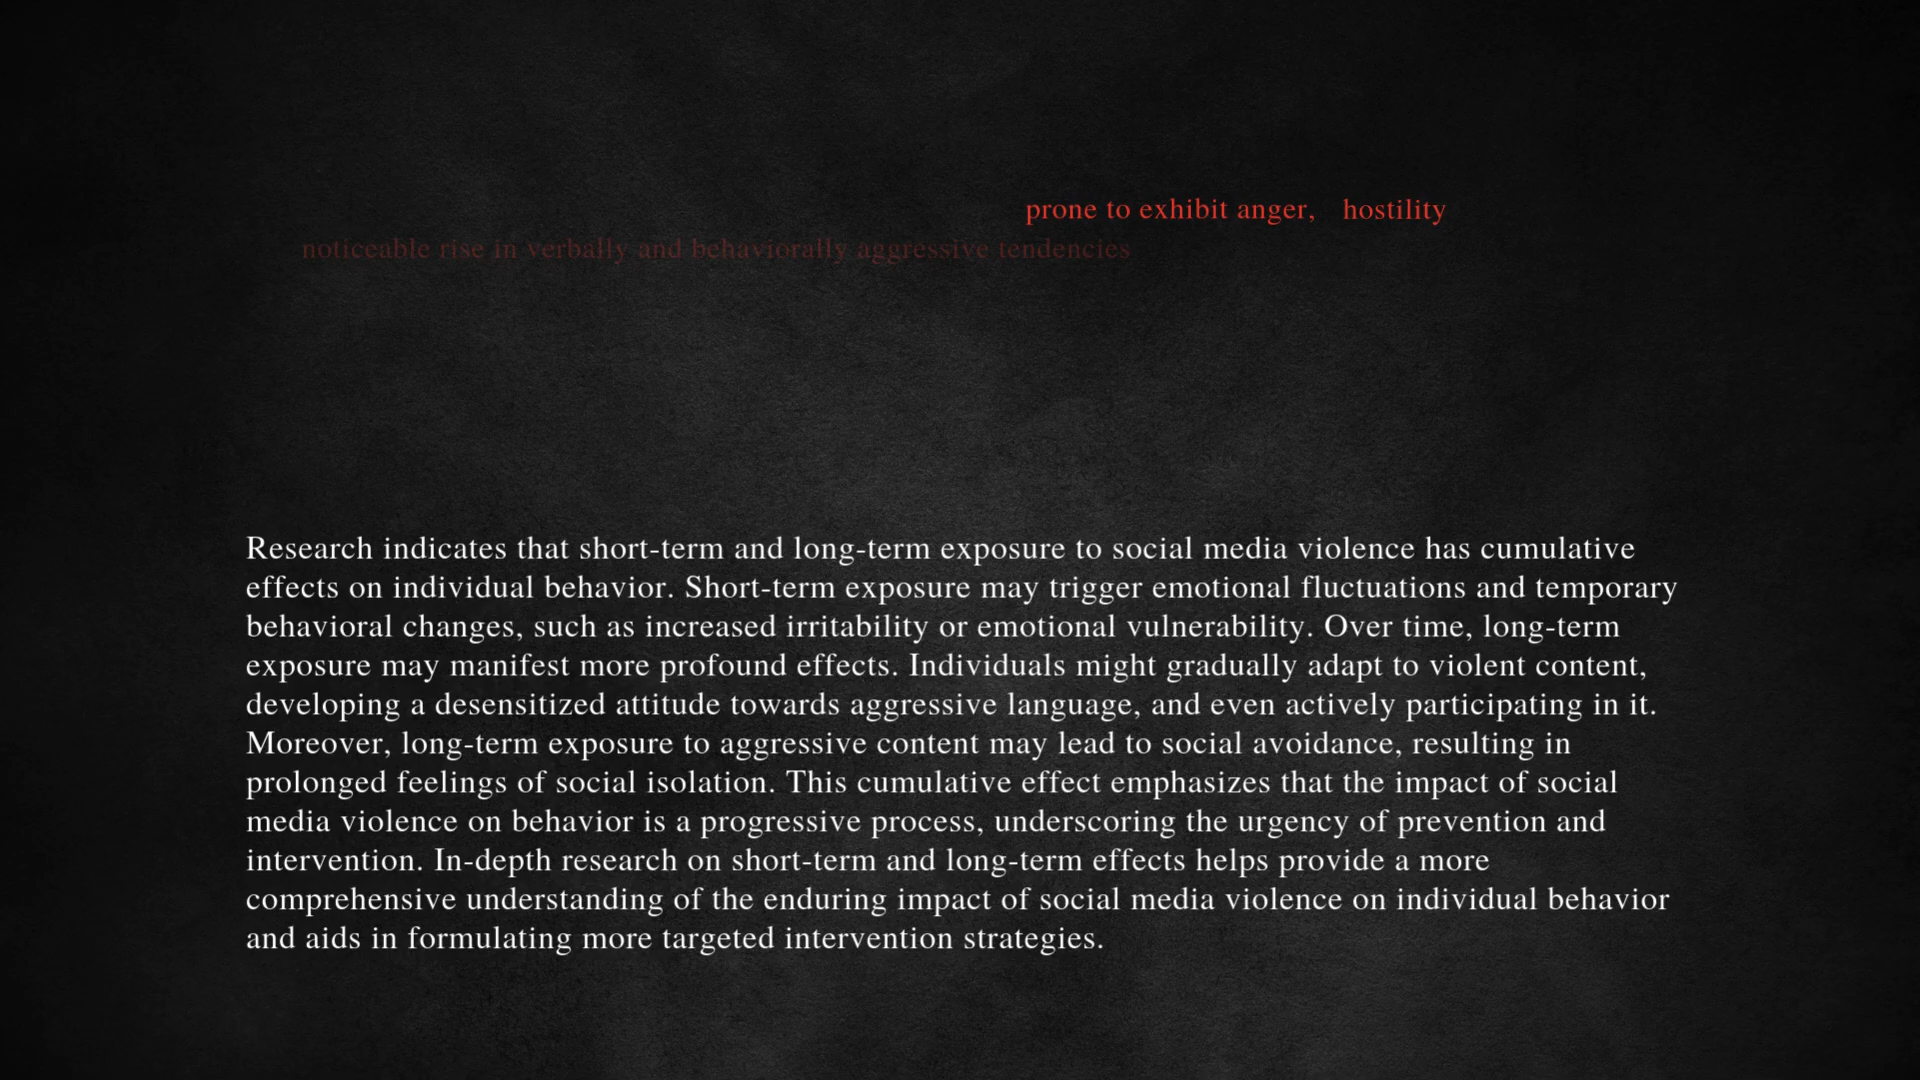 prone to exhibit anger, hostility
noticeable rise in verbally and behaviorally aggressive tendencies
Research indicates that short-term and long-term exposure to social media violence has cumulative
effects on individual behavior. Short-term exposure may trigger emotional fluctuations and temporary
behavioral changes, such as increased irritability or emotional vulnerability. Over time, long-term
exposure may manifest more profound effects. Individuals might gradually adapt to violent content,
developing a desensitized attitude towards aggressive language, and even actively participating in it.
Moreover, long-term exposure to aggressive content may lead to social avoidance, resulting in
prolonged feelings of social isolation. This cumulative effect emphasizes that the impact of social
media violence on behavior is a progressive process, underscoring the urgency of prevention and
intervention. In-depth research on short-term and long-term effects helps provide a more
comprehensive understanding of the enduring impact of social media violence on individual behavior
and aids in formulating more targeted intervention strategies.